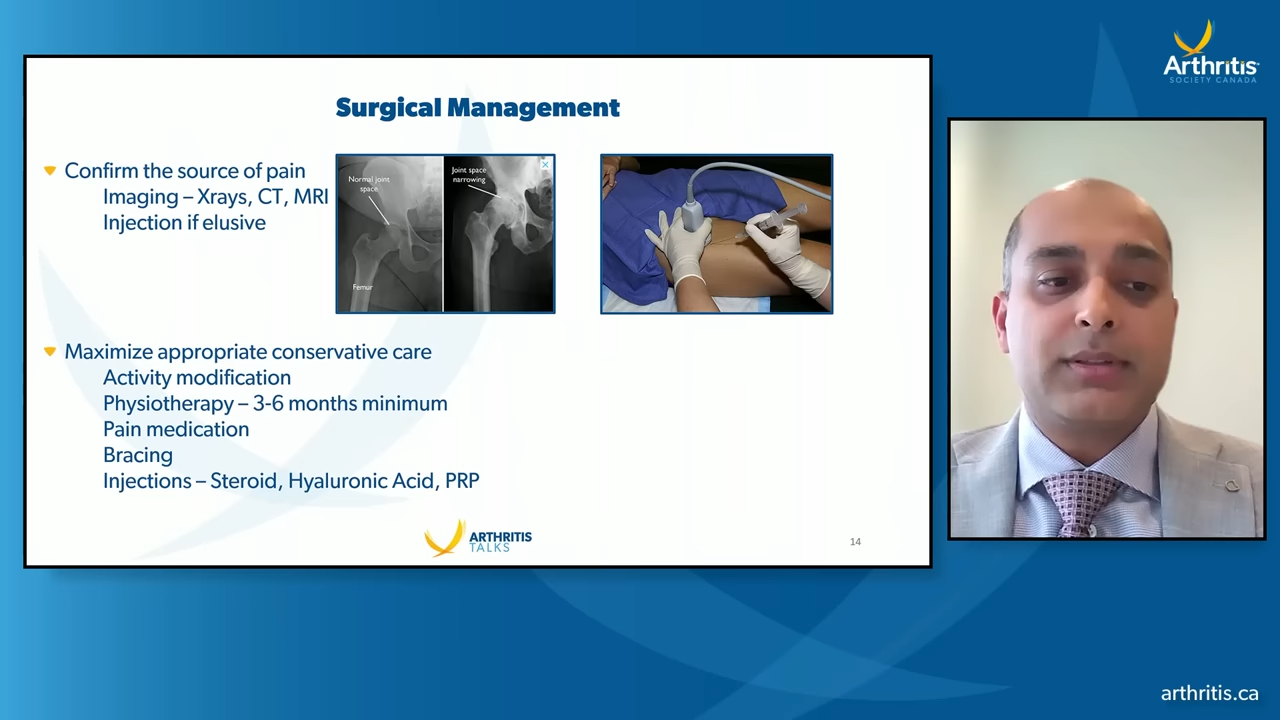 Arthritis
SOCIETY CANADA
Surgical Management
Confirm the source of pain
Imaging – Xrays, CT, MRI
Injection if elusive
Normal joint
space
Joint space
narrowing
Femur
Maximize appropriate conservative care
Activity modification
Physiotherapy – 3-6 months minimum
Pain medication
Bracing
Injections – Steroid, Hyaluronic Acid, PRP
ARTHRITIS
TALKS
14
arthritis.ca